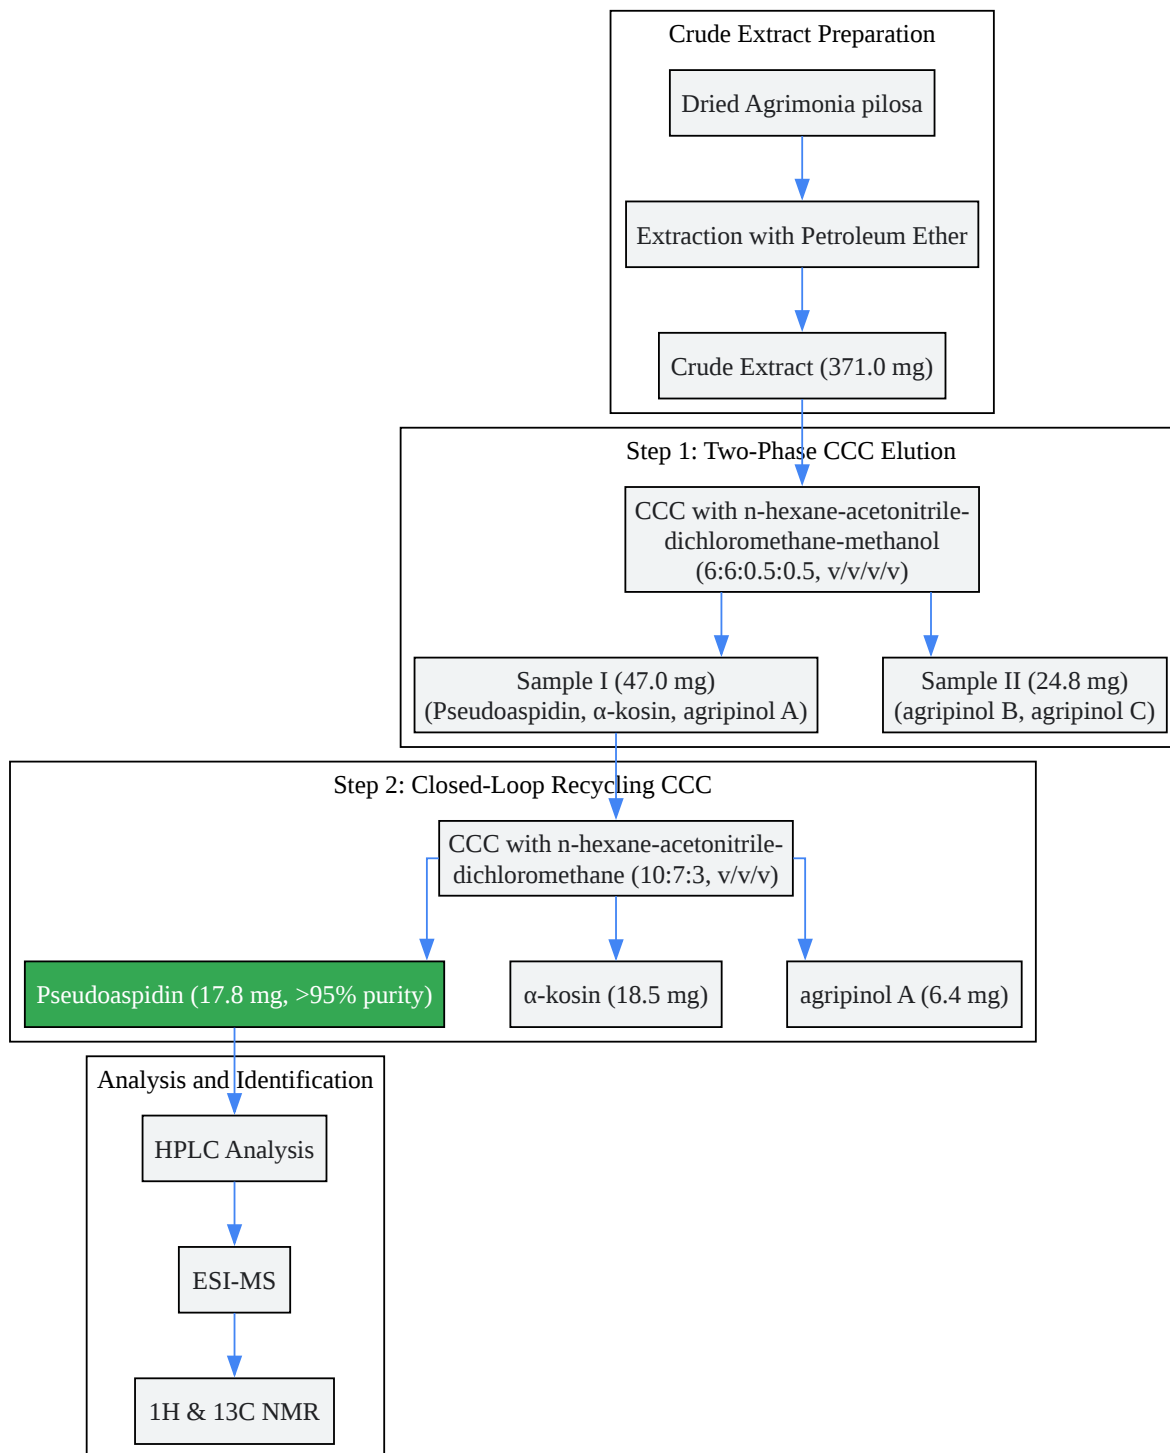 Crude Extract Preparation
Dried Agrimonia pilosa
Extraction with Petroleum Ether
Crude Extract (371.0 mg)
Step 1: Two-Phase CCC Elution
CCC with n-hexane-acetonitrile-
dichloromethane-methanol
(6:6:0.5:0.5, v/v/v/v)
Sample I (47.0 mg)
(Pseudoaspidin, α-kosin, agripinol A)
Sample II (24.8 mg)
(agripinol B, agripinol C)
Step 2: Closed-Loop Recycling CCC
CCC with n-hexane-acetonitrile-
dichloromethane (10:7:3, v/v/v)
Pseudoaspidin (17.8 mg, >95% purity)
α-kosin (18.5 mg)
agripinol A (6.4 mg)
Analysis and Identification
HPLC Analysis
ESI-MS
1H & 13C NMR